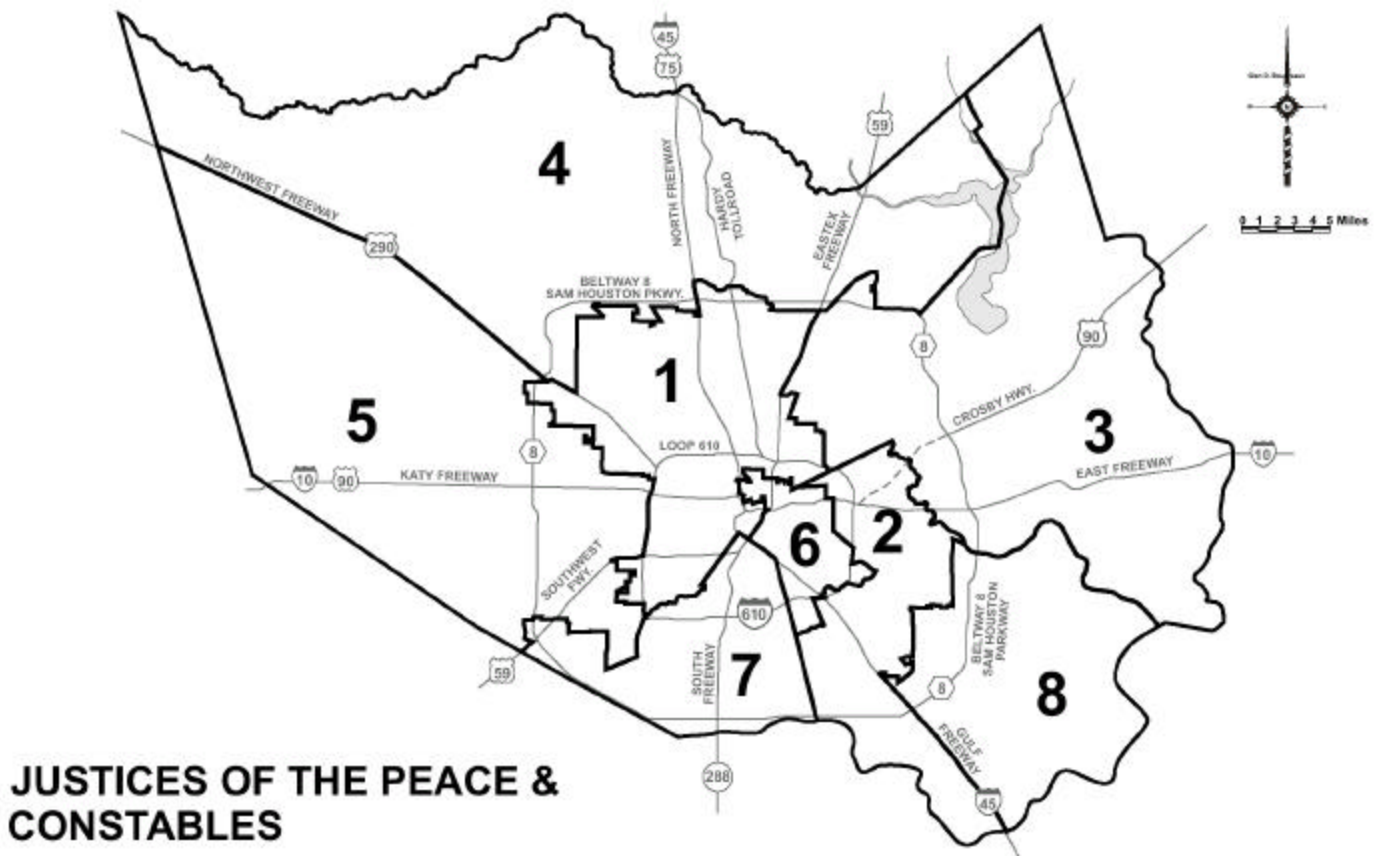 45
75
59
NORTHWEST FREEWAY
4
NORTH FREEWAY
HARDY
TOLLROAD
EASTEX
FREEWAY
0 1 2 3 4 5 Miles
290
BELTWAY 8
SAM HOUSTON PKWY.
90
8
1
CROSBY HWY.
5
3
8
LOOP 610
10
90
KATY FREEWAY
EAST FREEWAY
10
6
2
SOUTHWEST
FWY.
610
BELTWAY 8
SAM HOUSTON
PARKWAY
59
SOUTH
FREEWAY
7
8
8
GULF
FREEWAY
288
45
JUSTICES OF THE PEACE &
CONSTABLES